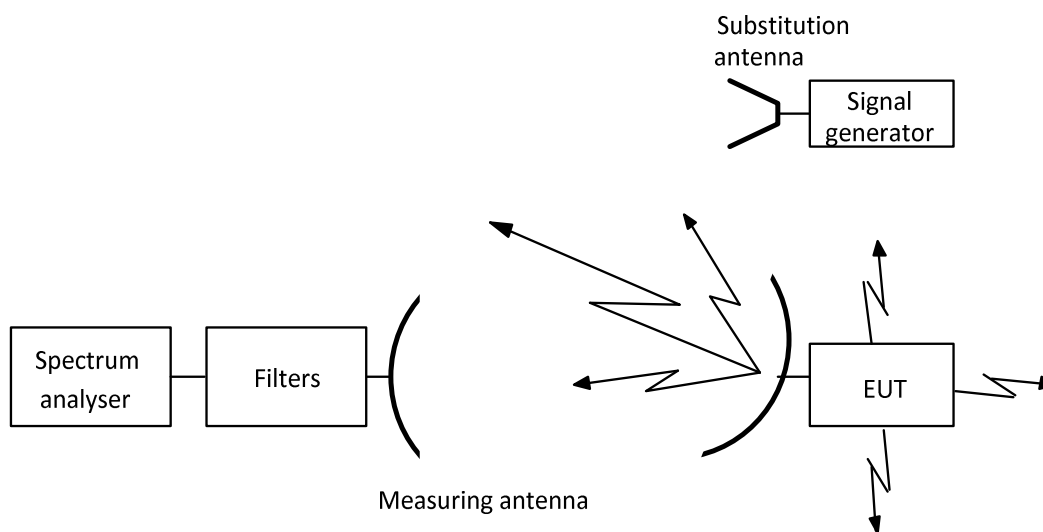 Substitution
antenna
Signal
generator
Spectrum
analyser
Filters
EUT
Measuring antenna